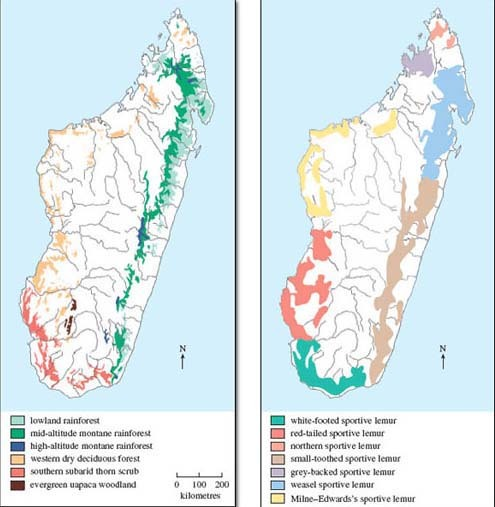 N
lowland rainforest
mid-altitude montane rainforest
high-altitude montane rainforest
western dry deciduous forest
southern subarid thorn scrub
evergreen uapaca woodland
0 100 200
kilometres
N
white-footed sportive lemur
red-tailed sportive lemur
northern sportive lemur
small-toothed sportive lemur
grey-backed sportive lemur
weasel sportive lemur
Milne–Edwards's sportive lemur